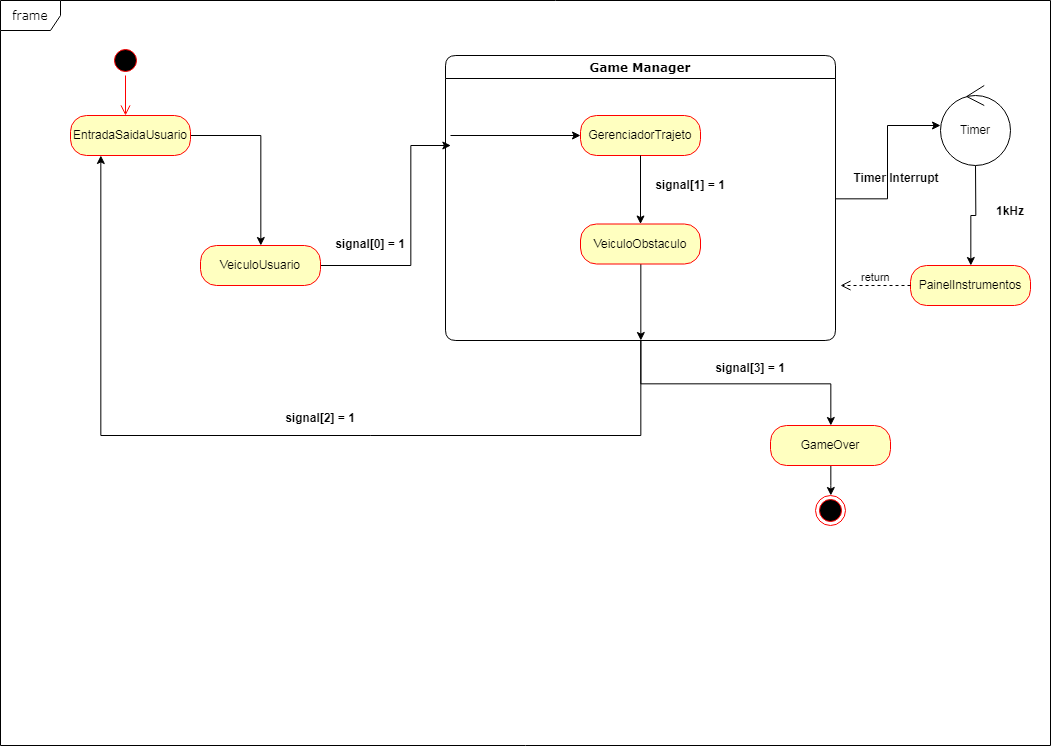 frame
Game Manager
EntradaSaidaUsuario
GerenciadorTrajeto
Timer
signal[1] = 1
Timer Interrupt
1kHz
signal[0] = 1
VeiculoObstaculo
VeiculoUsuario
return
PainelInstrumentos
signal[3] = 1
signal[2] = 1
GameOver